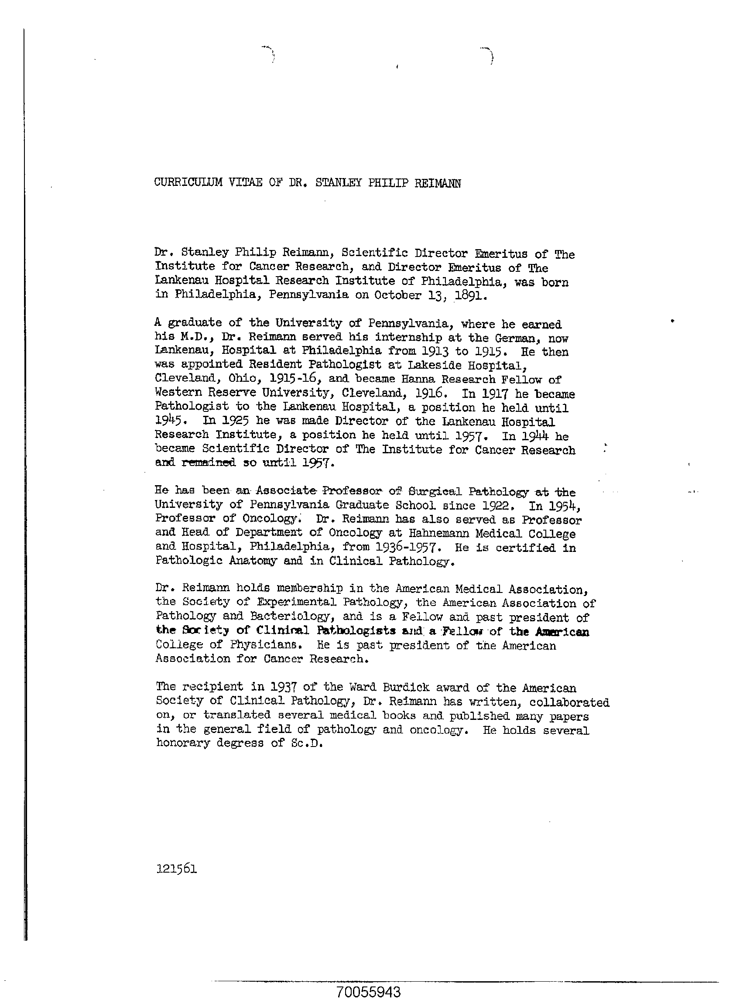 CURRICULUM VITAE OF DR. STANLEY PHILIP REIMANN
Dr. Stanley Philip Reimann, Scientific Director Emeritus of The
Institute for Cancer Research, and Director Emeritus of The
Lankenau Hospital Research Institute of Philadelphia, was born
in Philadelphia, Pennsylvania on October 13, 1891.
A graduate of the University of Pennsylvania, where he earned
his M.D., Dr. Reimann served his internship at the German, now
Lankenau, Hospital at Philadelphia from 1913 to 1915. He then
was appointed Resident Pathologist at Lakeside Hospital,
Cleveland, Ohio, 1915-16, and became Hanna Research Fellow of
Western Reserve University, Cleveland, 1916. In 1917 he became
Pathologist to the Lankenau Hospital, a position he held until
1945. In 1925 he was made Director of the Lankenau Hospital
Research Institute, a position he held until 1957. In 1944 he
became Scientific Director of The Institute for Cancer Research
and remained so until 1957.
He has been an Associate Professor of Surgical Pathology at the
University of Pennsylvania Graduate School since 1922. In 1954,
Professor of Oncology. Dr. Reimann has also served as Professor
and Head of Department of Oncology at Hahnemann Medical College
and Hospital, Philadelphia, from 1936-1957. He is certified in
Pathologic Anatomy and in Clinical Pathology.
Dr. Reimann holds membership in the American Medical Association,
the Society of Experimental Pathology, the American Association of
Pathology and Bacteriology, and is a Fellow and past president of
the Society of Clinical Pathologists and a Fellow of the American
College of Physicians. He is past president of the American
Association for Cancer Research.
The recipient in 1937 of the Ward Burdick award of the American
Society of Clinical Pathology, Dr. Reimann has written, collaborated
on, or translated several medical books and published many papers
in the general field of pathology and oncology. He holds several
honorary degress of Sc.D.
121561
70055943